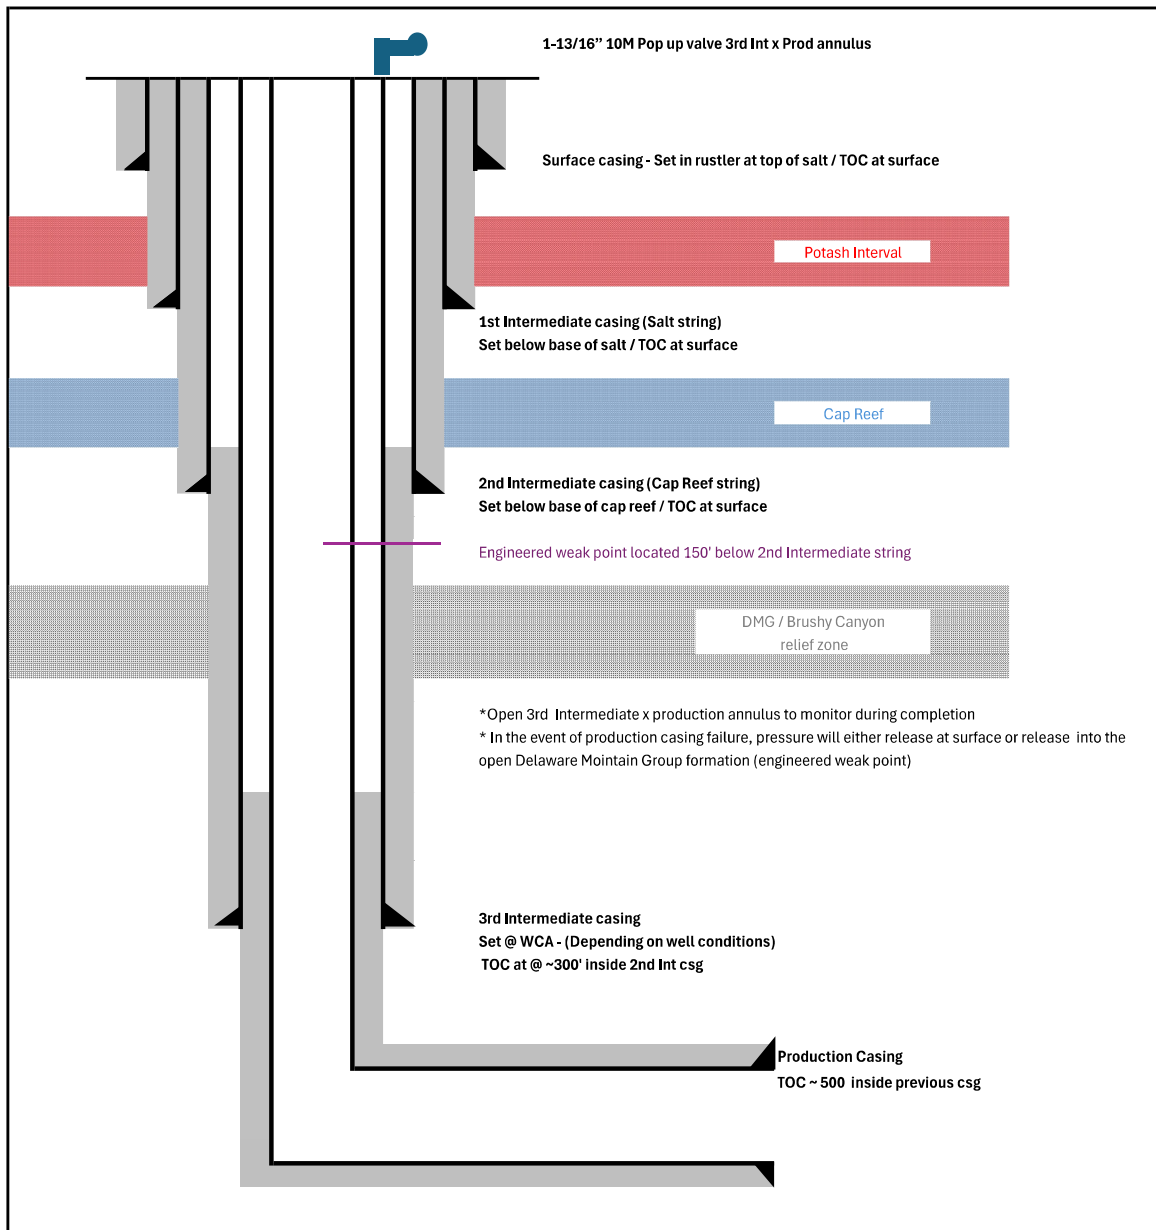 1-13/16” 10M Pop up valve 3rd Int x Prod annulus
Surface casing - Set in rustler at top of salt / TOC at surface
Potash Interval
1st Intermediate casing (Salt string)
Set below base of salt / TOC at surface
Cap Reef
2nd Intermediate casing (Cap Reef string)
Set below base of cap reef / TOC at surface
Engineered weak point located 150' below 2nd Intermediate string
DMG / Brushy Canyon
relief zone
*Open 3rd Intermediate x production annulus to monitor during completion
* In the event of production casing failure, pressure will either release at surface or release into the
open Delaware Mointain Group formation (engineered weak point)
3rd Intermediate casing
Set @ WCA - (Depending on well conditions)
TOC at @ ~300' inside 2nd Int csg
Production Casing
TOC ~ 500 inside previous csg